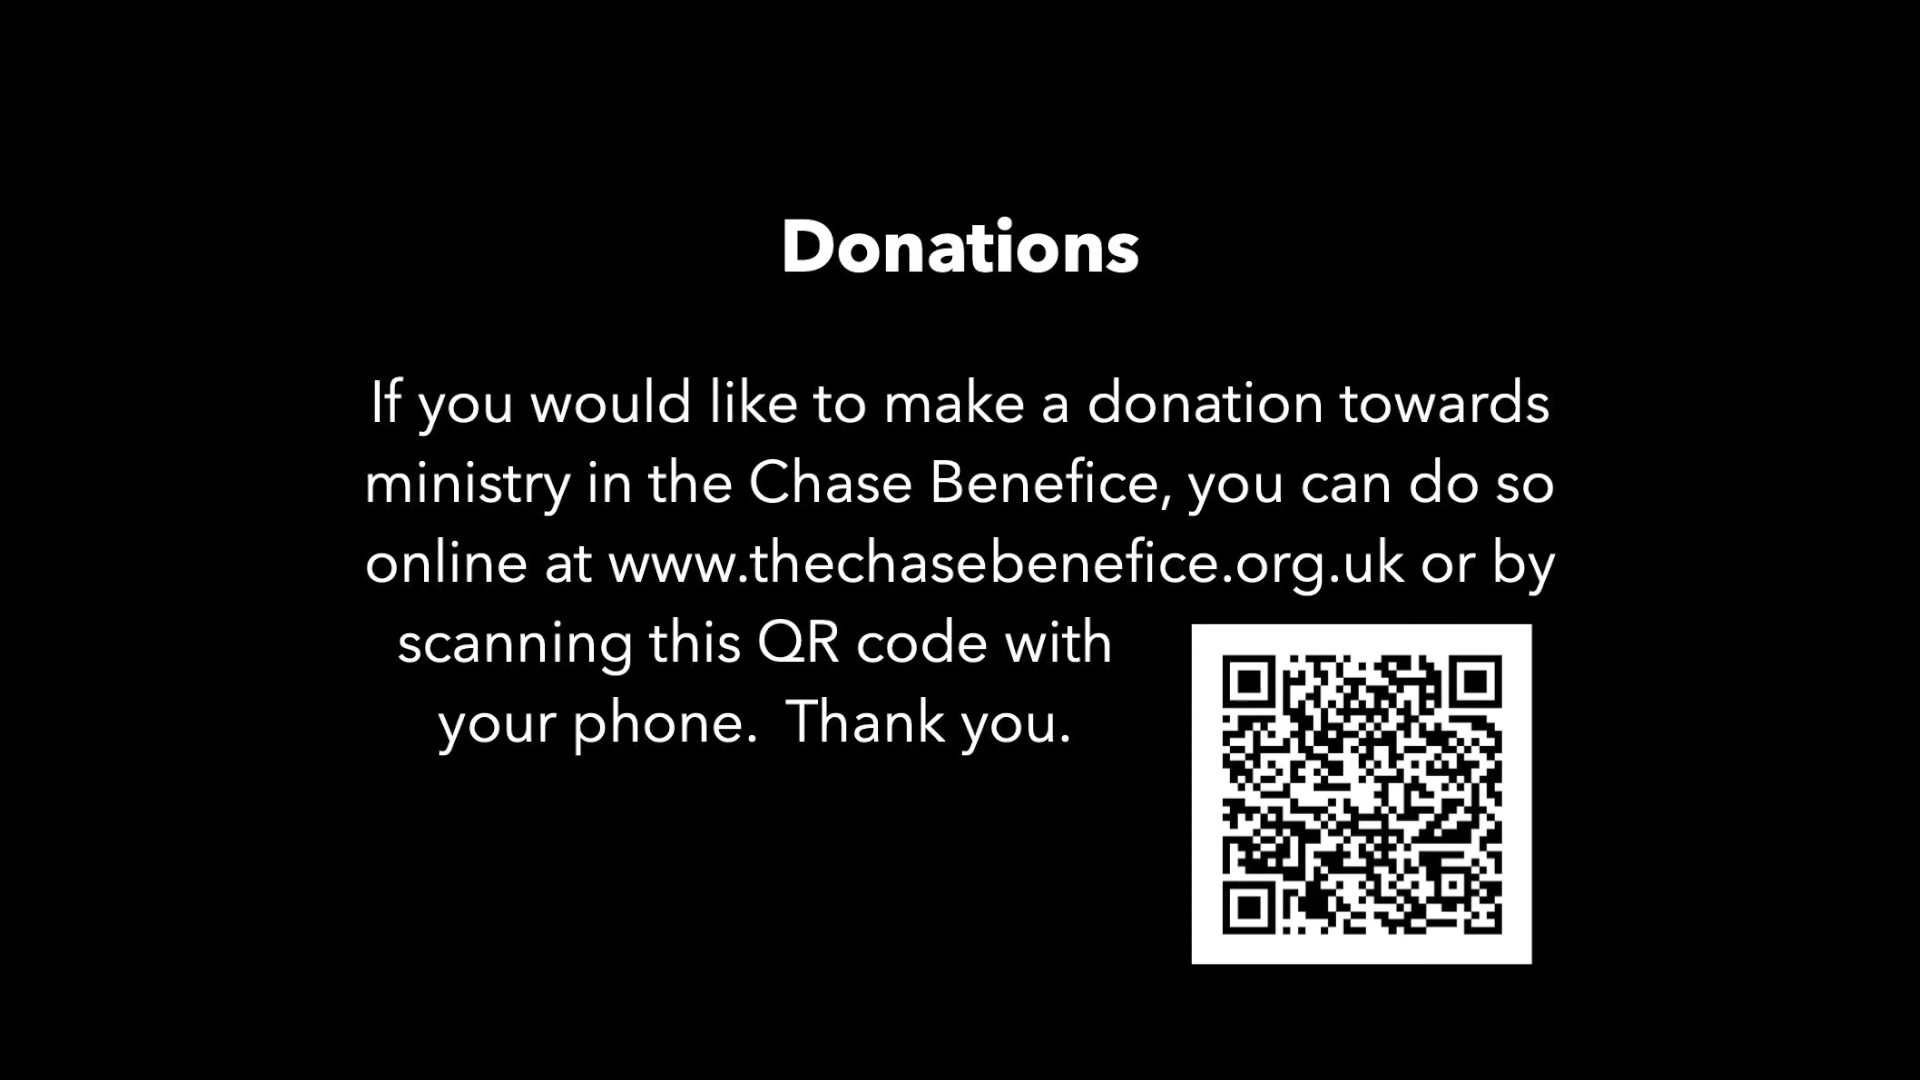 Donations
If you would like to make a donation towards
ministry in the Chase Benefice, you can do so
online at www.thechasebenefice.org.uk or by
scanning this QR code with
your phone.  Thank you.